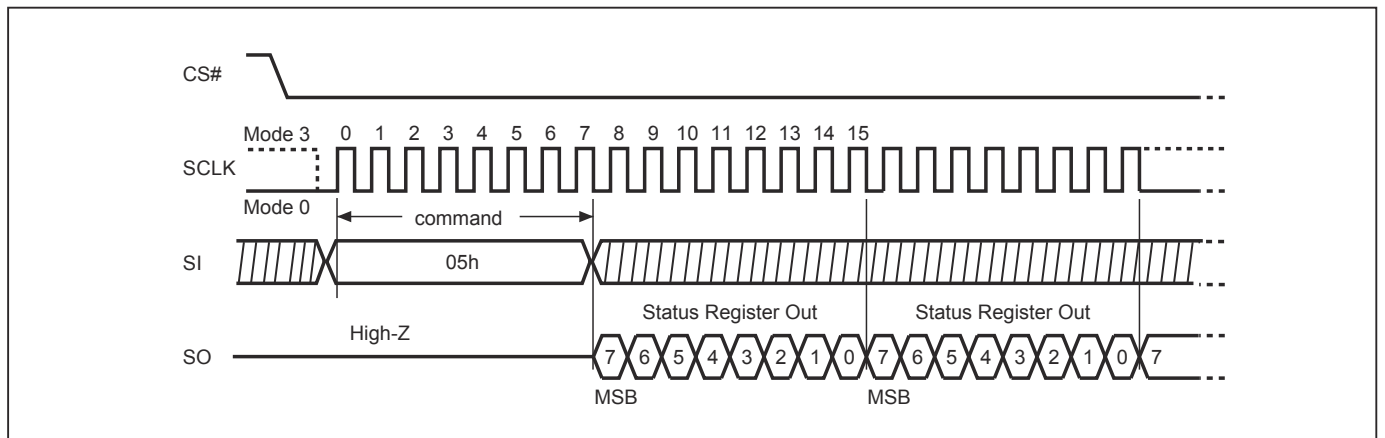 CS#
Mode 3 0 1 2 3 4 5 6 7 8 9 10 11 12 13 14 15
SCLK
Mode 0
command
SI 05h
Status Register Out Status Register Out
High-Z
SO 7 6 5 4 3 2 1 0 7 6 5 4 3 2 1 0 7
MSB MSB